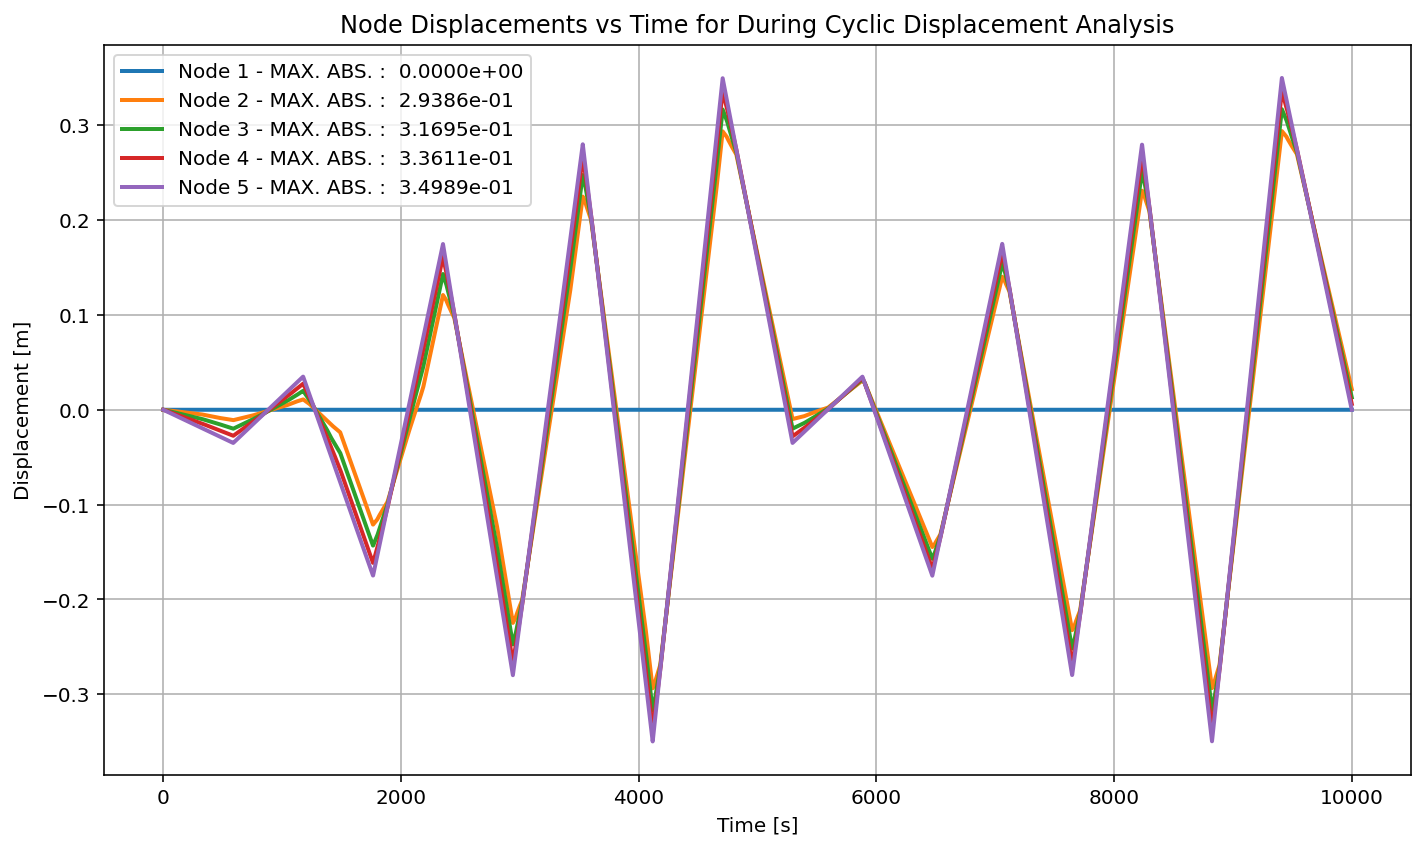 Node Displacements vs Time for During Cyclic Displacement Analysis
Node 1 - MAX. ABS. :  0.0000e+00
Node 2 - MAX. ABS. :  2.9386e-01
Node 3 - MAX. ABS. :  3.1695e-01
Node 4 - MAX. ABS. :  3.3611e-01
Node 5 - MAX. ABS. :  3.4989e-01
Displacement [m]
0.3
0.2
0.1
0.0
−0.1
−0.2
−0.3
0
2000
4000
6000
8000
10000
Time [s]